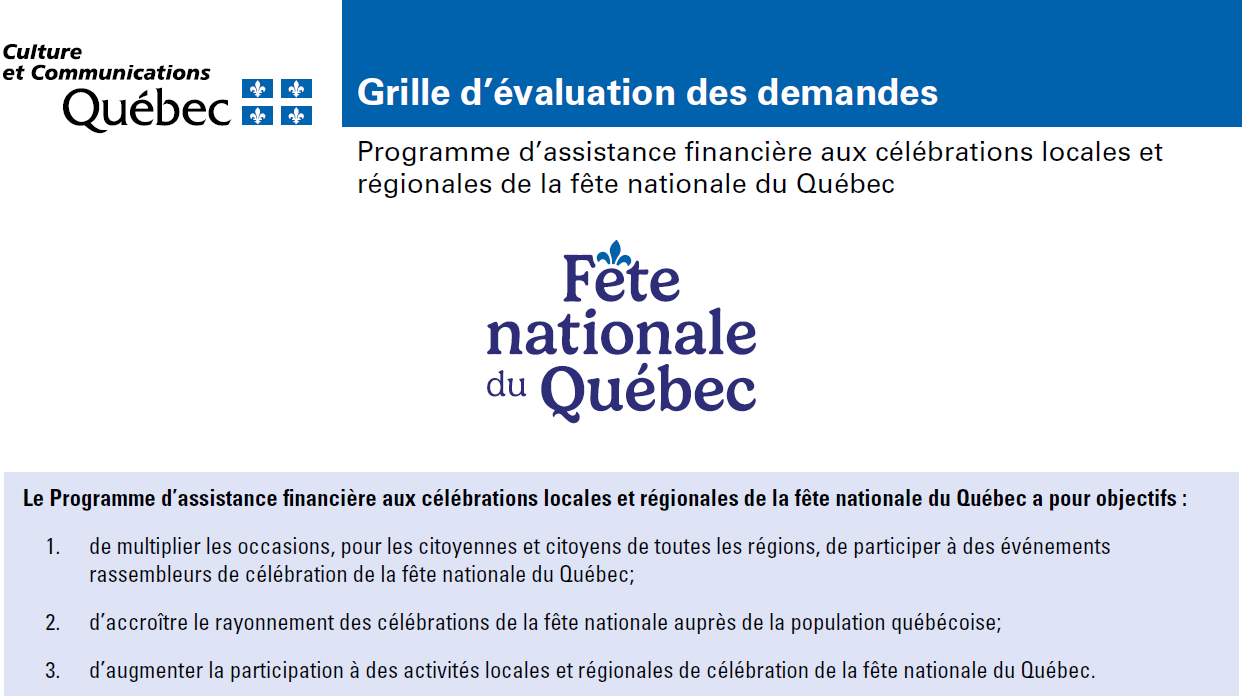 Culture
et Communications
Québec
Grille d’évaluation des demandes
Programme d’assistance financière aux célébrations locales et
régionales de la fête nationale du Québec
Fête
nationale
du Québec
Le Programme d’assistance financière aux célébrations locales et régionales de la fête nationale du Québec a pour objectifs :
1. de multiplier les occasions, pour les citoyennes et citoyens de toutes les régions, de participer à des événements
rassembleurs de célébration de la fête nationale du Québec;
2. d’accroître le rayonnement des célébrations de la fête nationale auprès de la population québécoise;
3. d’augmenter la participation à des activités locales et régionales de célébration de la fête nationale du Québec.